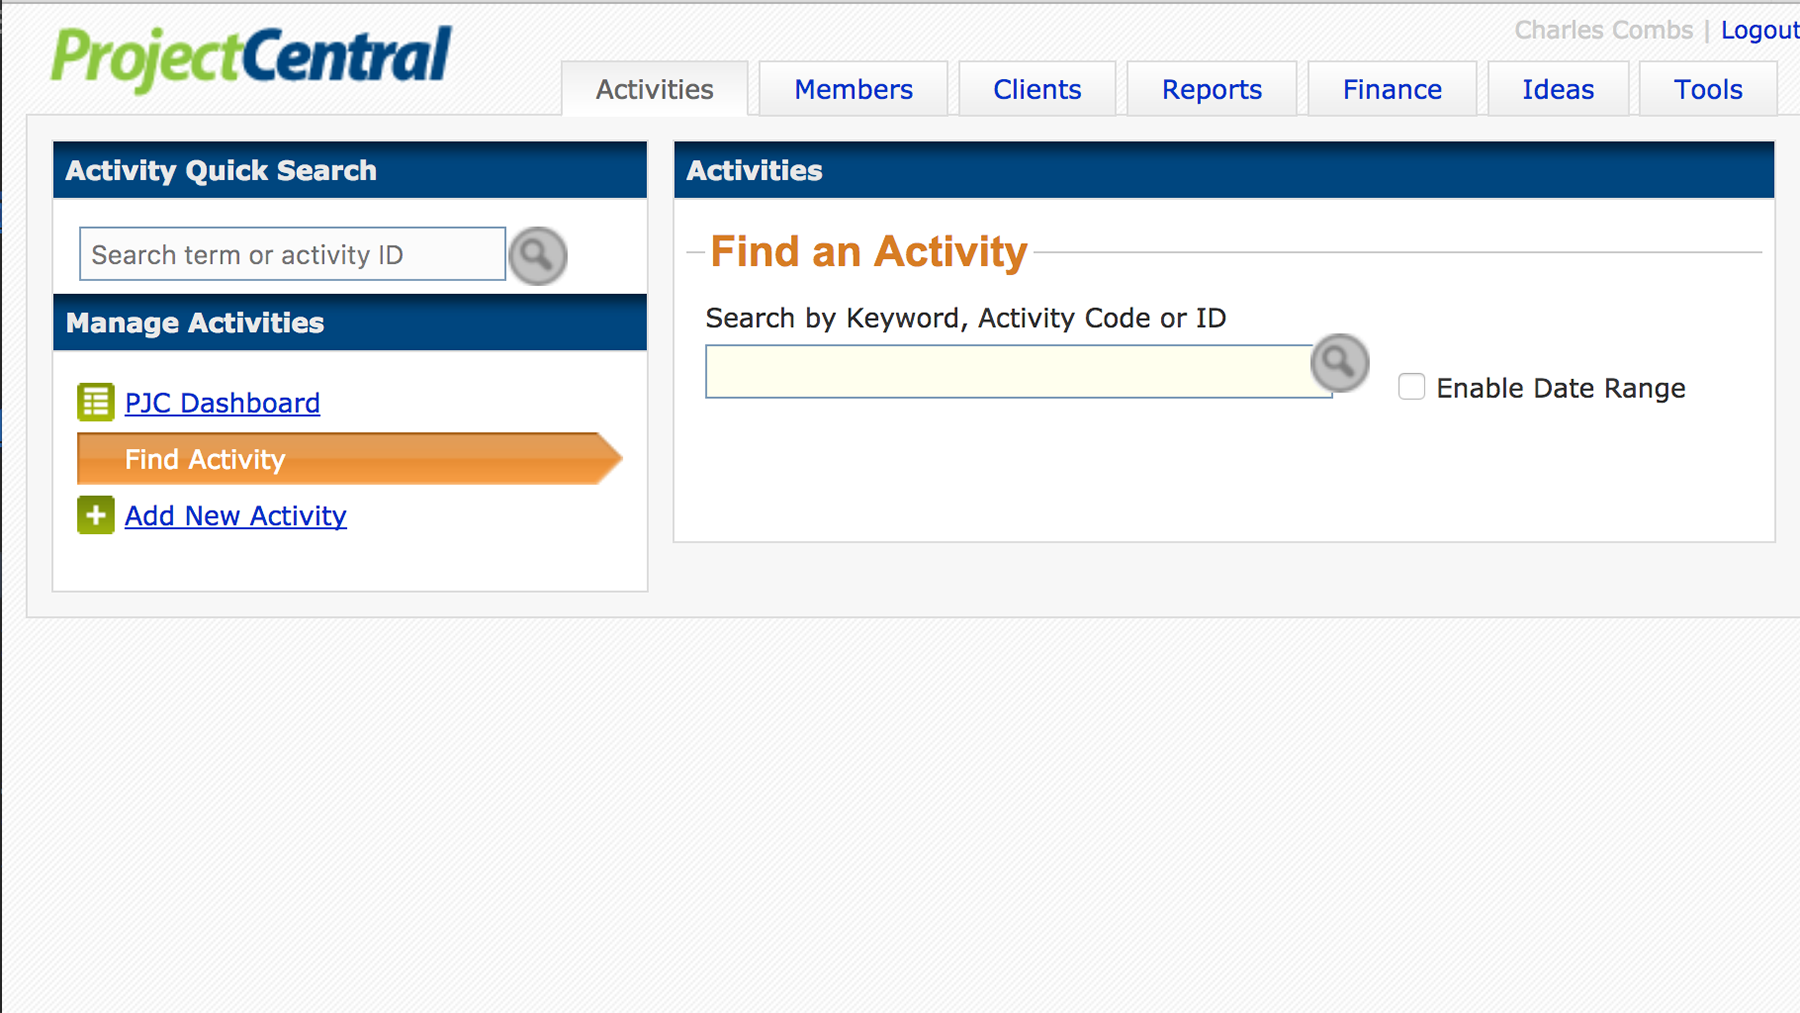 ProjectCentral
Charles Combs | Logout
Activities
Members
Clients
Reports
Finance
Ideas
Tools
Activity Quick Search
Search term or activity ID
Manage Activities
PJC Dashboard
Find Activity
Add New Activity
Activities
Find an Activity
Search by Keyword, Activity Code or ID
Enable Date Range